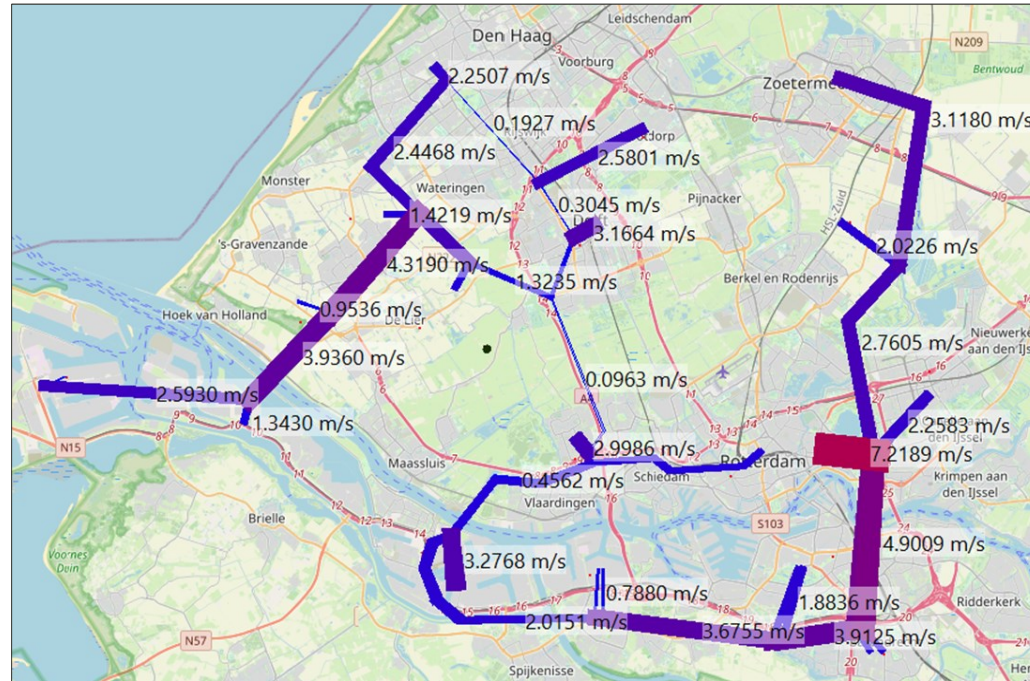 Leidschendam
Den Haag
N209
Voorburg
Bentwoud
2.2507 m/s
Zoeterme
3.1180 m/s
0.1927 m/s
2.4468 m/s
2.5801 m/s
Monster
Wateringen
Pijnacker
0.3045 m/s
1.4219 m/s
HSL-Zuid
3.1664 m/s
's-Gravenzande
2.0226 m/s
4.3190 m/s
Berkel en Rodenrijs
1.3235 m/s
0.9536 m/s
Hoek van Holland
De Lier
Nieuwerke
aan den IJs
2.7605 m/s
3.9360 m/s
0.0963 m/s
2.5930 m/s
A4
1.3430 m/s
2.2583 m/s
den IJssel
N15
2.9986 m/s
7.2189 m/s
Maassluis
Rotterdam
0.4562 m/s
Schiedam
Krimpen aan
den IJssel
Vlaardingen
Brielle
S103
4.9009 m/s
Voornes
Duin
3.2768 m/s
0.7880 m/s
1.8836 m/s
Ridderkerk
2.0151 m/s
3.6755 m/s
3.9125 m/s
N57
Spijkenisse